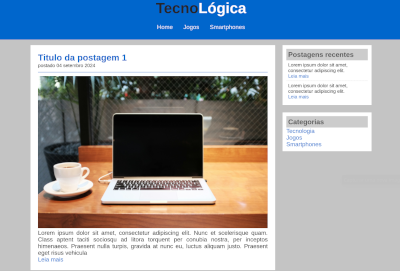 TecnoLógica
Home Jogos Smartphones
Titulo da postagem 1
postado 03 setembro 2024
Lorem ipsum dolor sit amet, consectetur adipiscing elit. Nunc et scelerisque quam.
Class aptent taciti sociosqu ad litora torquent per conubia nostra, per inceptos
himenaeos. Praesent nulla turpis, gravida at nunc eu, luctus aliquam justo. Praesent
eget risus vehicula
Leia mais
Postagens recentes
Lorem ipsum dolor sit amet,
consectetur adipiscing elit.
Leia mais
Lorem ipsum dolor sit amet,
consectetur adipiscing elit.
Leia mais
Categorias
Tecnologia
Jogos
Smartphones